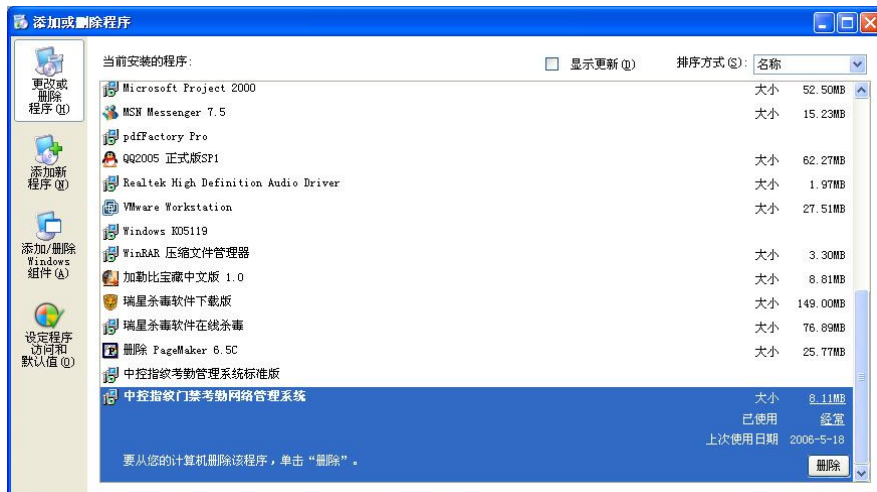 添加或删除程序
更改或
删除
程序(H)
添加新
程序(N)
添加/删除
Windows
组件(A)
设定程序
访问和
默认值(O)
当前安装的程序:
显示更新(D)
排序方式(S): 名称
Microsoft Project 2000 大小 52.50MB
MSN Messenger 7.5 大小 15.23MB
pdfFactory Pro
QQ2005 正式版SP1 大小 62.27MB
Realtek High Definition Audio Driver 大小 1.97MB
VMware Workstation 大小 27.51MB
Windows KO5119
WinRAR 压缩文件管理器 大小 3.30MB
加勒比宝藏中文版 1.0 大小 8.81MB
瑞星杀毒软件下载版 大小 149.00MB
瑞星杀毒软件在线杀毒 大小 76.89MB
删除 PageMaker 6.5C 大小 25.77MB
中控指纹考勤管理系统标准版
中控指纹门禁考勤网络管理系统 大小 8.11MB
已使用 经常
上次使用日期 2006-5-18
要从您的计算机删除该程序，单击“删除”。
删除